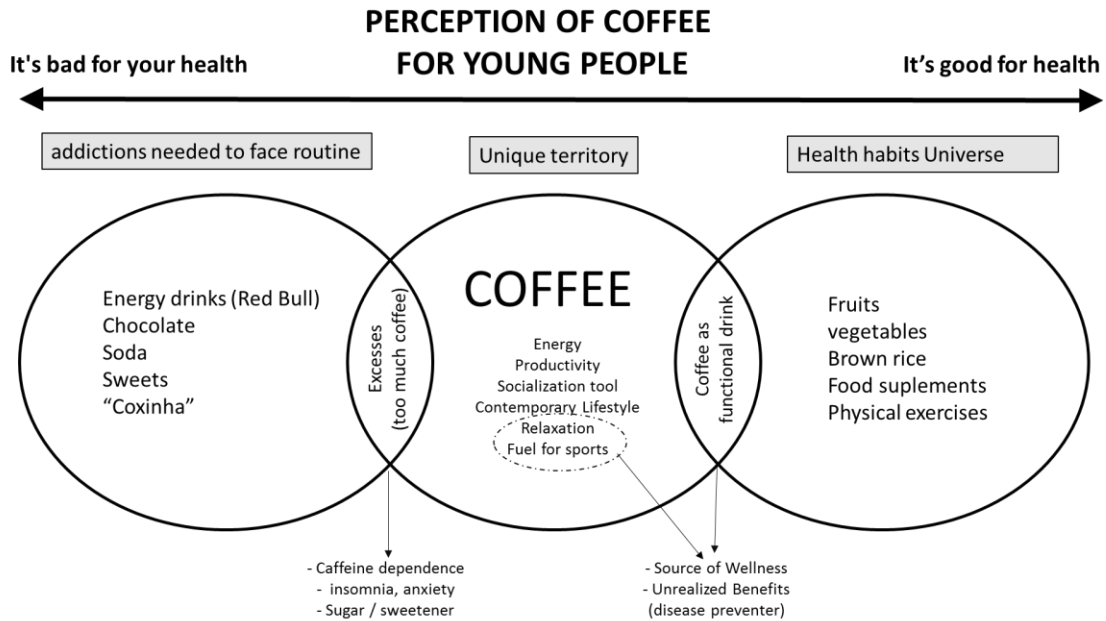 PERCEPTION OF COFFEE
FOR YOUNG PEOPLE
It's bad for your health
It’s good for health
addictions needed to face routine
Unique territory
Health habits Universe
Energy drinks (Red Bull)
Chocolate
Soda
Sweets
“Coxinha”
Excesses
(too much coffee)
COFFEE
Energy
Productivity
Socialization tool
Contemporary Lifestyle
Relaxation
Fuel for sports
Coffee as
functional drink
Fruits
vegetables
Brown rice
Food suplements
Physical exercises
- Caffeine dependence
- insomnia, anxiety
- Sugar / sweetener
- Source of Wellness
- Unrealized Benefits
(disease preventer)